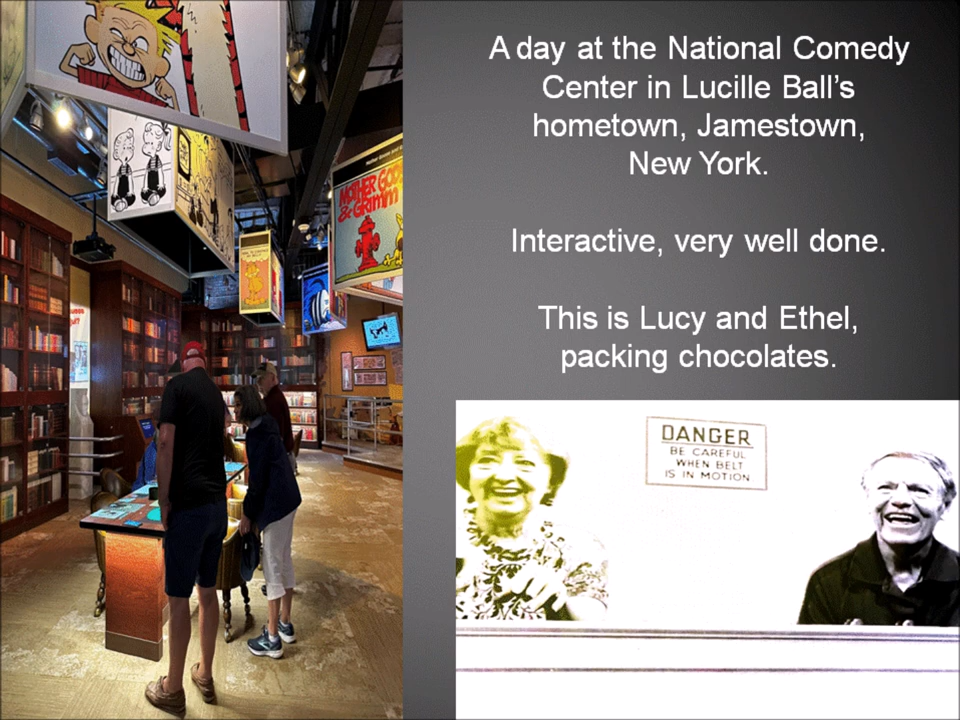 A day at the National Comedy
Center in Lucille Ball's
hometown, Jamestown,
New York.
Interactive, very well done.
This is Lucy and Ethel,
packing chocolates.
MOTHER GOOSE
& GRIMM
DANGER
BE CAREFUL
WHEN BELT
IS IN MOTION